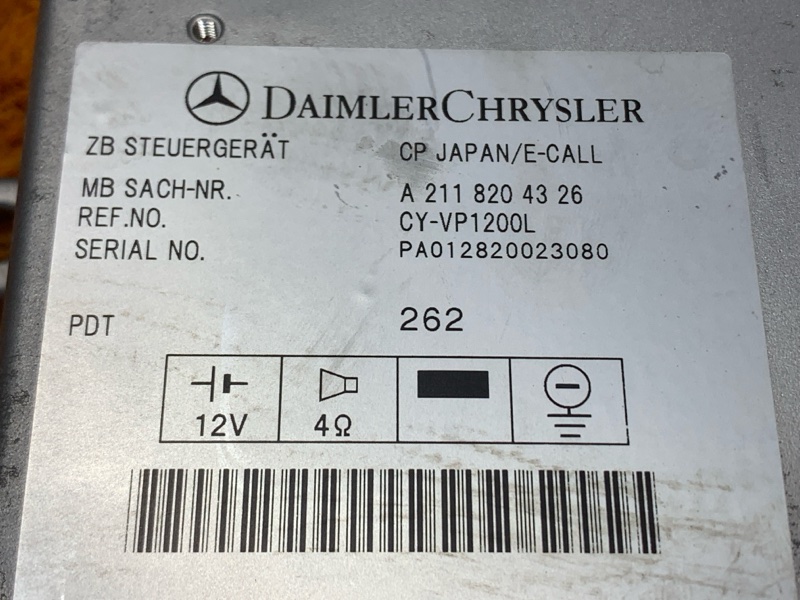 DAIMLERCHRYSLER
ZB STEUERGERÄT CP JAPAN/E-CALL
MB SACH-NR. A 211 820 43 26
REF.NO. CY-VP1200L
SERIAL NO. PA012820023080
PDT 262
12V 4Ω